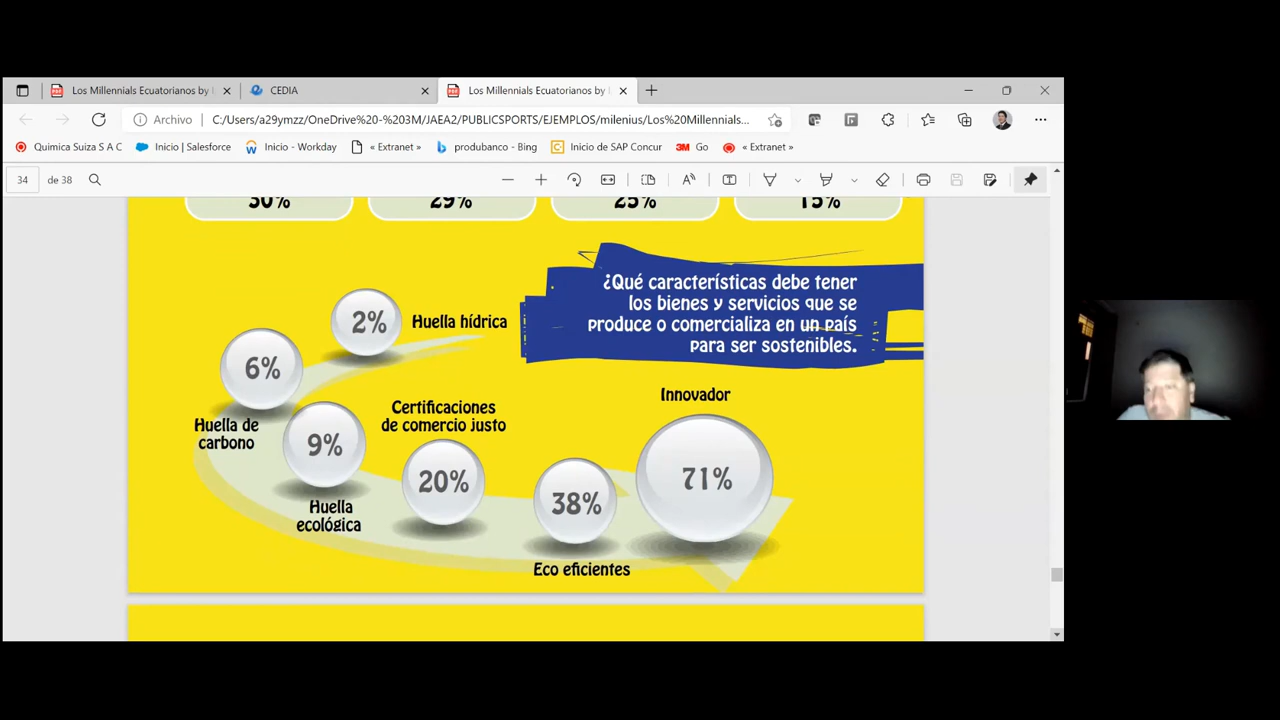 Los Millennials Ecuatorianos by
CEDIA
Los Millennials Ecuatorianos by
Archivo
C:/Users/a29ymzz/OneDrive%20-%203M/JAEA2/PUBLICSPORTS/EJEMPLOS/milenius/Los%20Millennials...
Quimica Suiza S A C
Inicio | Salesforce
Inicio - Workday
« Extranet »
produbanco - Bing
Inicio de SAP Concur
3M Go
« Extranet »
34 de 38
30% 29% 25% 15%
¿Qué características debe tener
los bienes y servicios que se
produce o comercializa en un país
para ser sostenibles.
2%
Huella hídrica
6%
Huella de
carbono
9%
Huella
ecológica
Certificaciones
de comercio justo
20%
38%
Eco eficientes
Innovador
71%